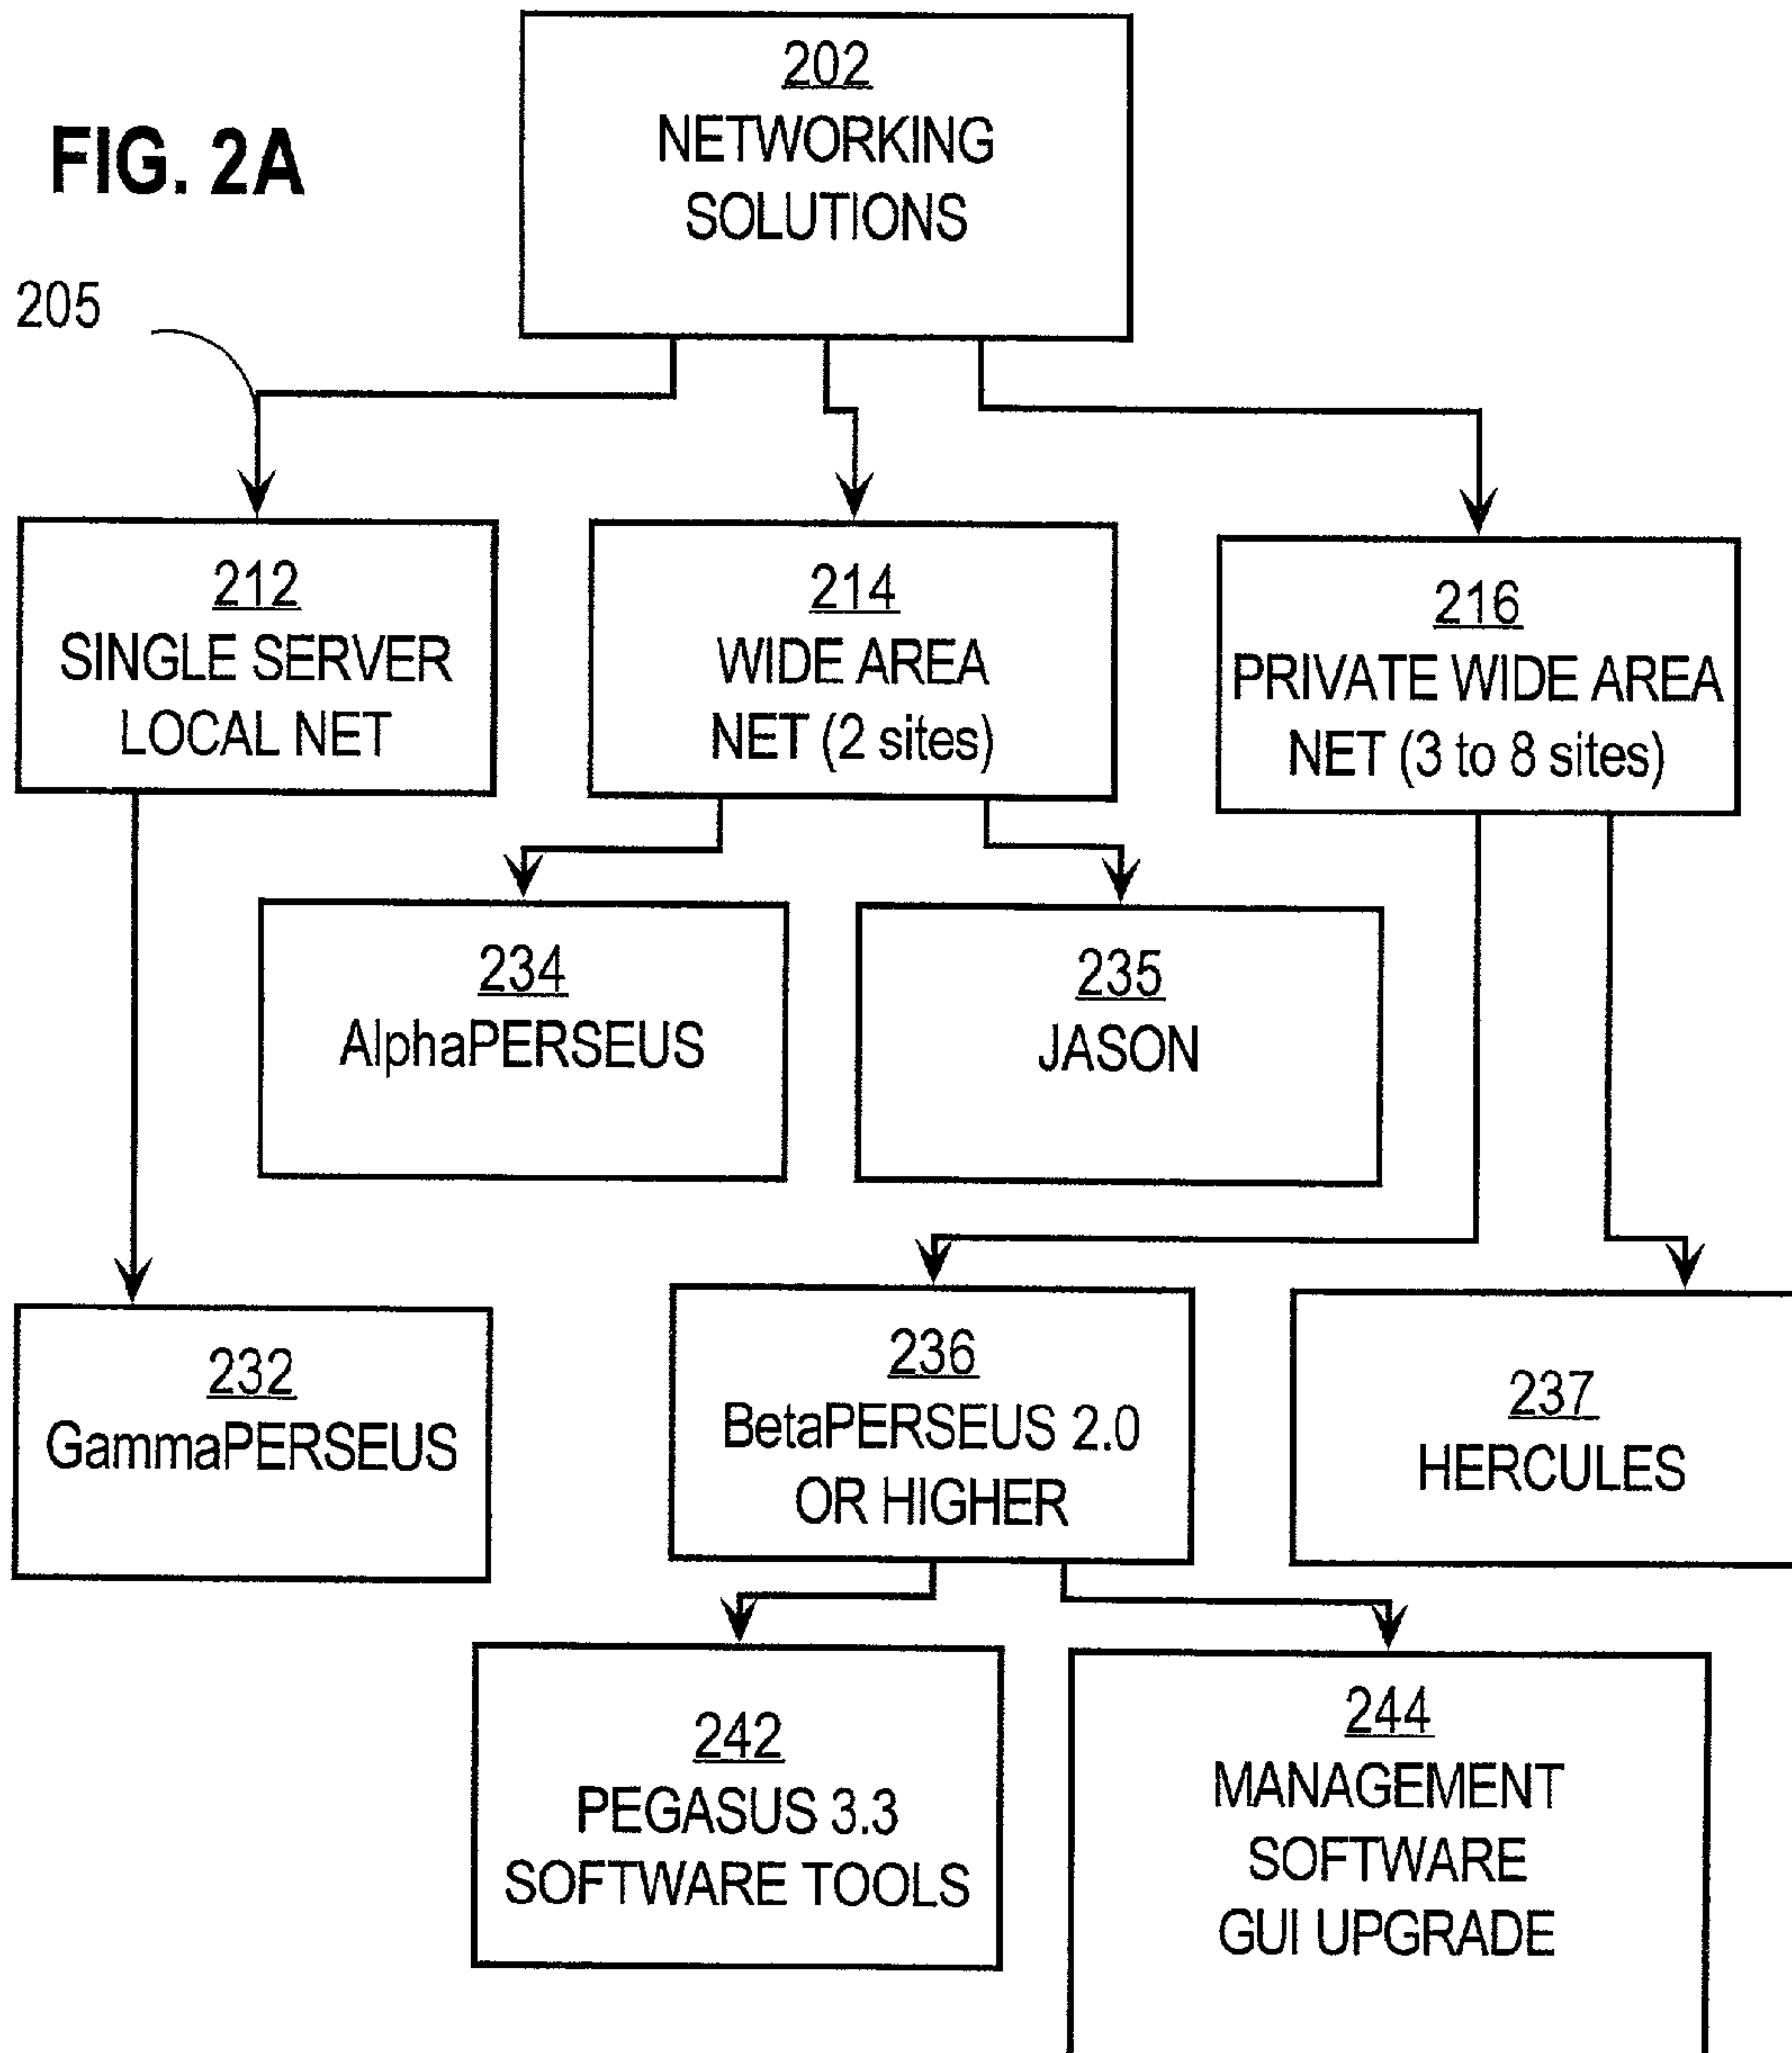 FIG. 2A
202
NETWORKING
SOLUTIONS
205
212
SINGLE SERVER
LOCAL NET
214
WIDE AREA
NET (2 sites)
216
PRIVATE WIDE AREA
NET (3 to 8 sites)
234
AlphaPERSEUS
235
JASON
232
GammaPERSEUS
236
BetaPERSEUS 2.0
OR HIGHER
237
HERCULES
242
PEGASUS 3.3
SOFTWARE TOOLS
244
MANAGEMENT
SOFTWARE
GUI UPGRADE